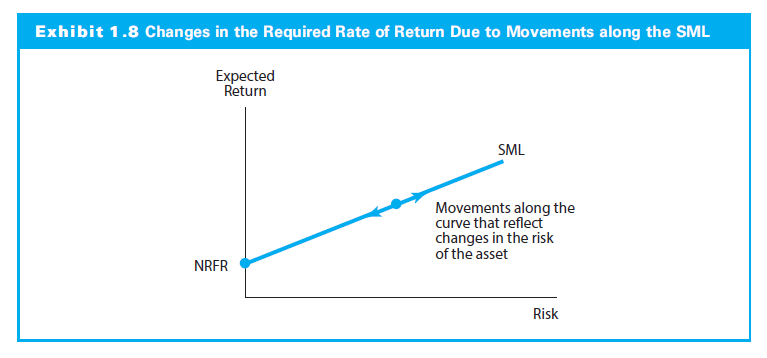 Exhibit 1.8 Changes in the Required Rate of Return Due to Movements along the SML
Expected
Return
SML
Movements along the
curve that reflect
changes in the risk
of the asset
NRFR
Risk